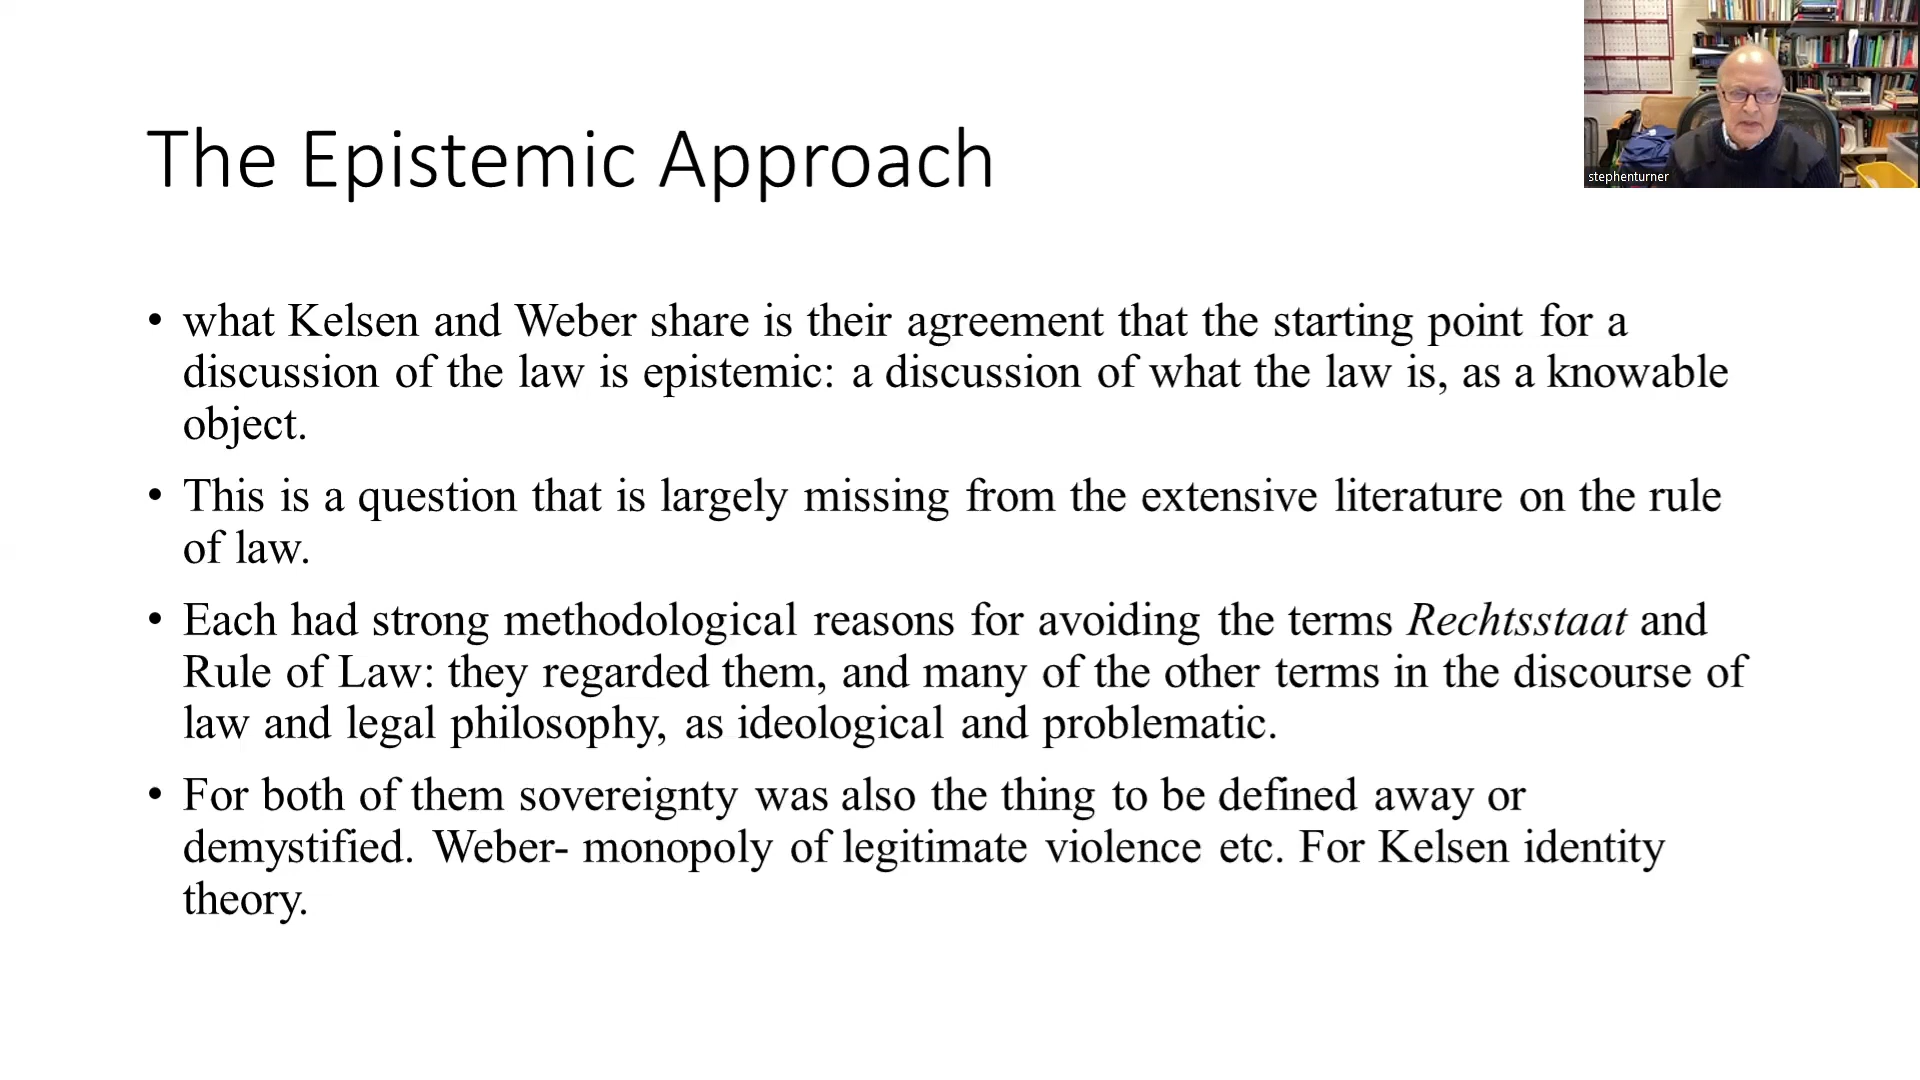 The Epistemic Approach
stephenturner
• what Kelsen and Weber share is their agreement that the starting point for a
discussion of the law is epistemic: a discussion of what the law is, as a knowable
object.
• This is a question that is largely missing from the extensive literature on the rule
of law.
• Each had strong methodological reasons for avoiding the terms Rechtsstaat and
Rule of Law: they regarded them, and many of the other terms in the discourse of
law and legal philosophy, as ideological and problematic.
• For both of them sovereignty was also the thing to be defined away or
demystified. Weber- monopoly of legitimate violence etc. For Kelsen identity
theory.